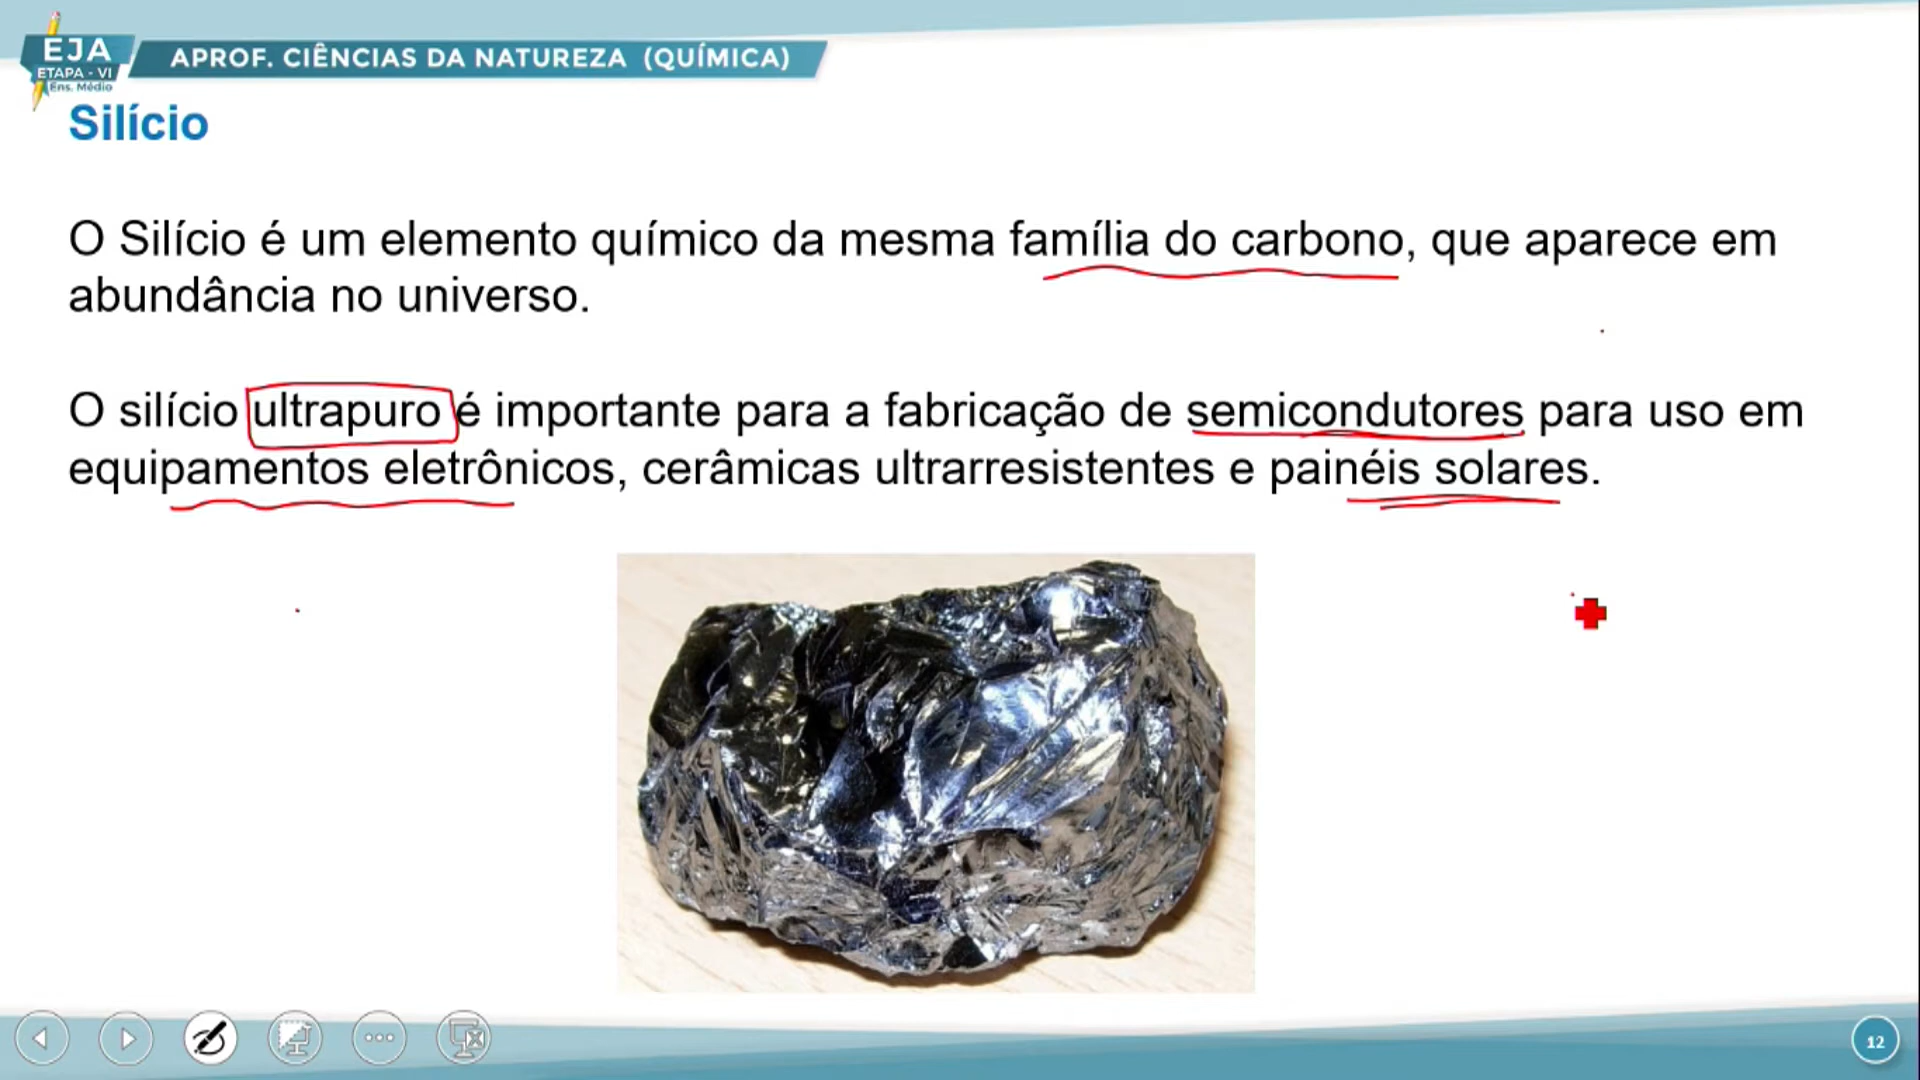 EJA
ETAPA - VI
Ens. Médio
APROF. CIÊNCIAS DA NATUREZA (QUÍMICA)
Silício
O Silício é um elemento químico da mesma família do carbono, que aparece em
abundância no universo.
O silício ultrapuro é importante para a fabricação de semicondutores para uso em
equipamentos eletrônicos, cerâmicas ultrarresistentes e painéis solares.
12